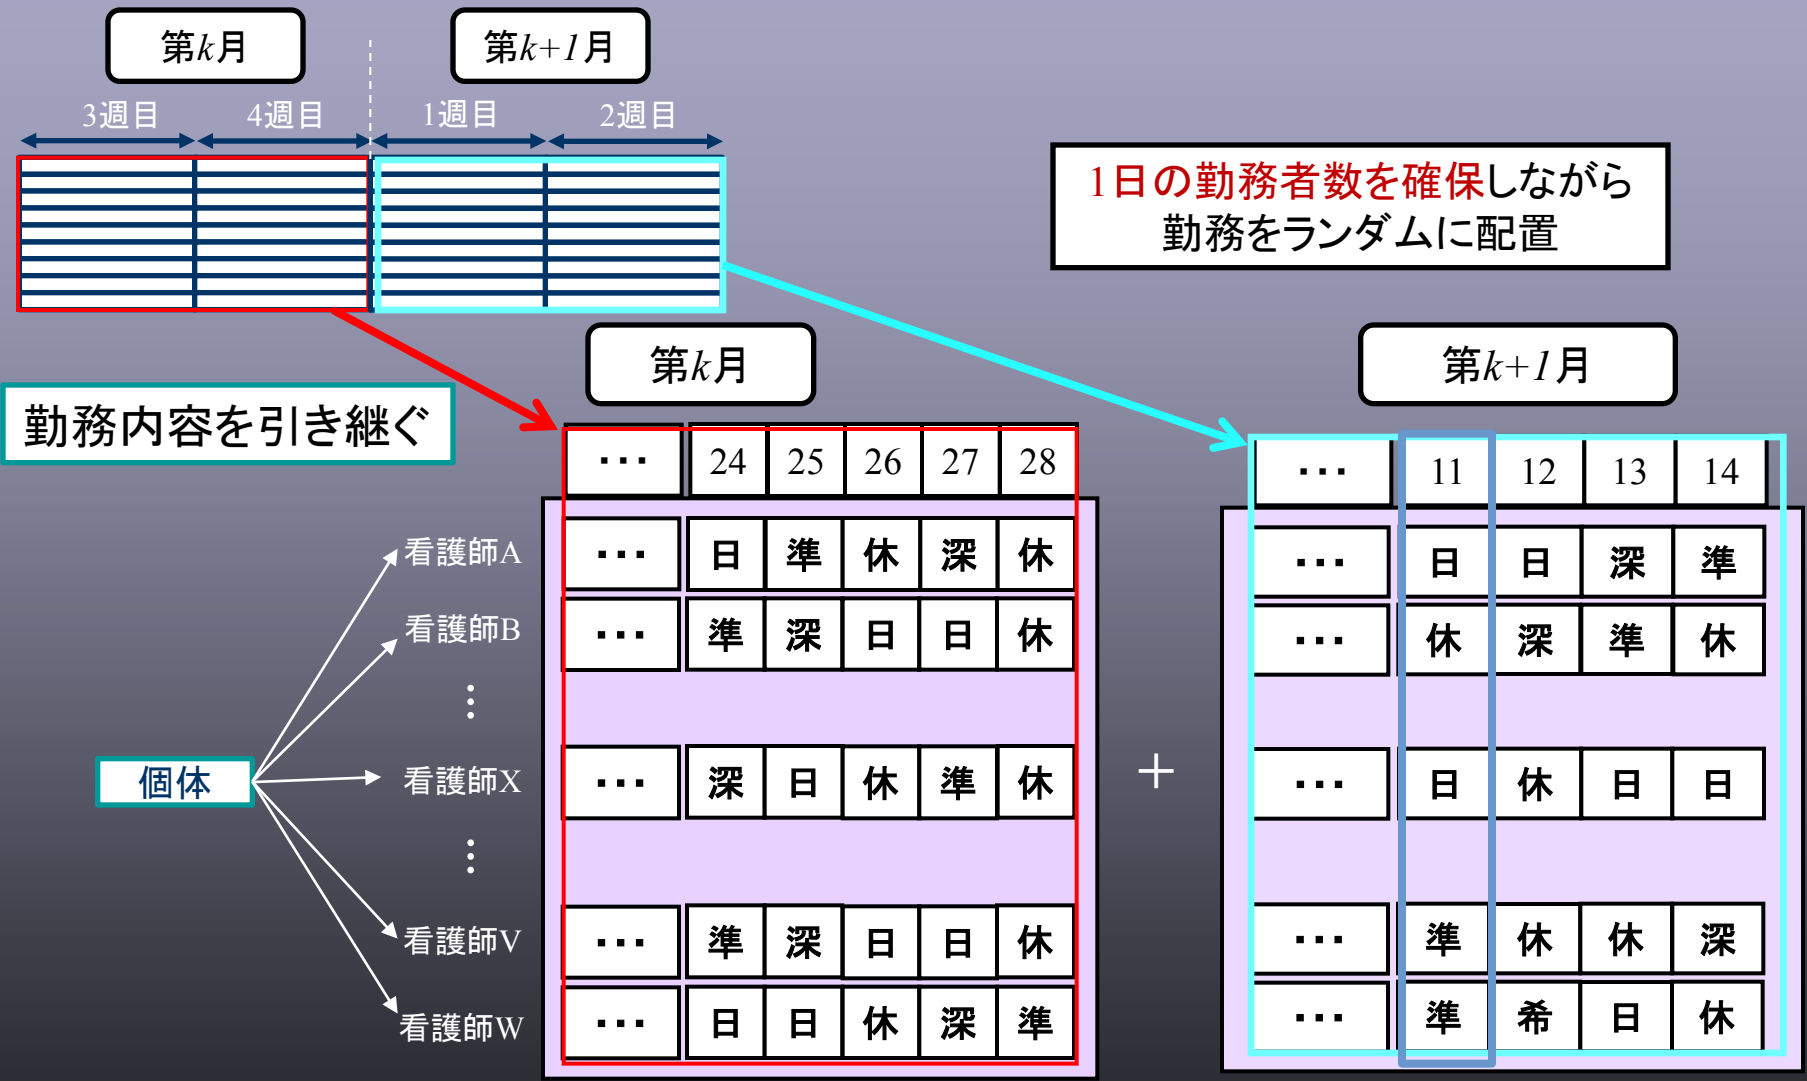 第k月
第k+1月
3週目 4週目 1週目 2週目
1日の勤務者数を確保しながら
勤務をランダムに配置
第k月
第k+1月
勤務内容を引き継ぐ
… 24 25 26 27 28
… 11 12 13 14
看護師A … 日 準 休 深 休
… 日 日 深 準
看護師B … 準 深 日 日 休
… 休 深 準 休
⋮
個体
看護師X … 深 日 休 準 休
+
… 日 休 日 日
⋮
看護師V … 準 深 日 日 休
… 準 休 休 深
看護師W … 日 日 休 深 準
… 準 希 日 休